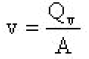 v = Qᵥ / A